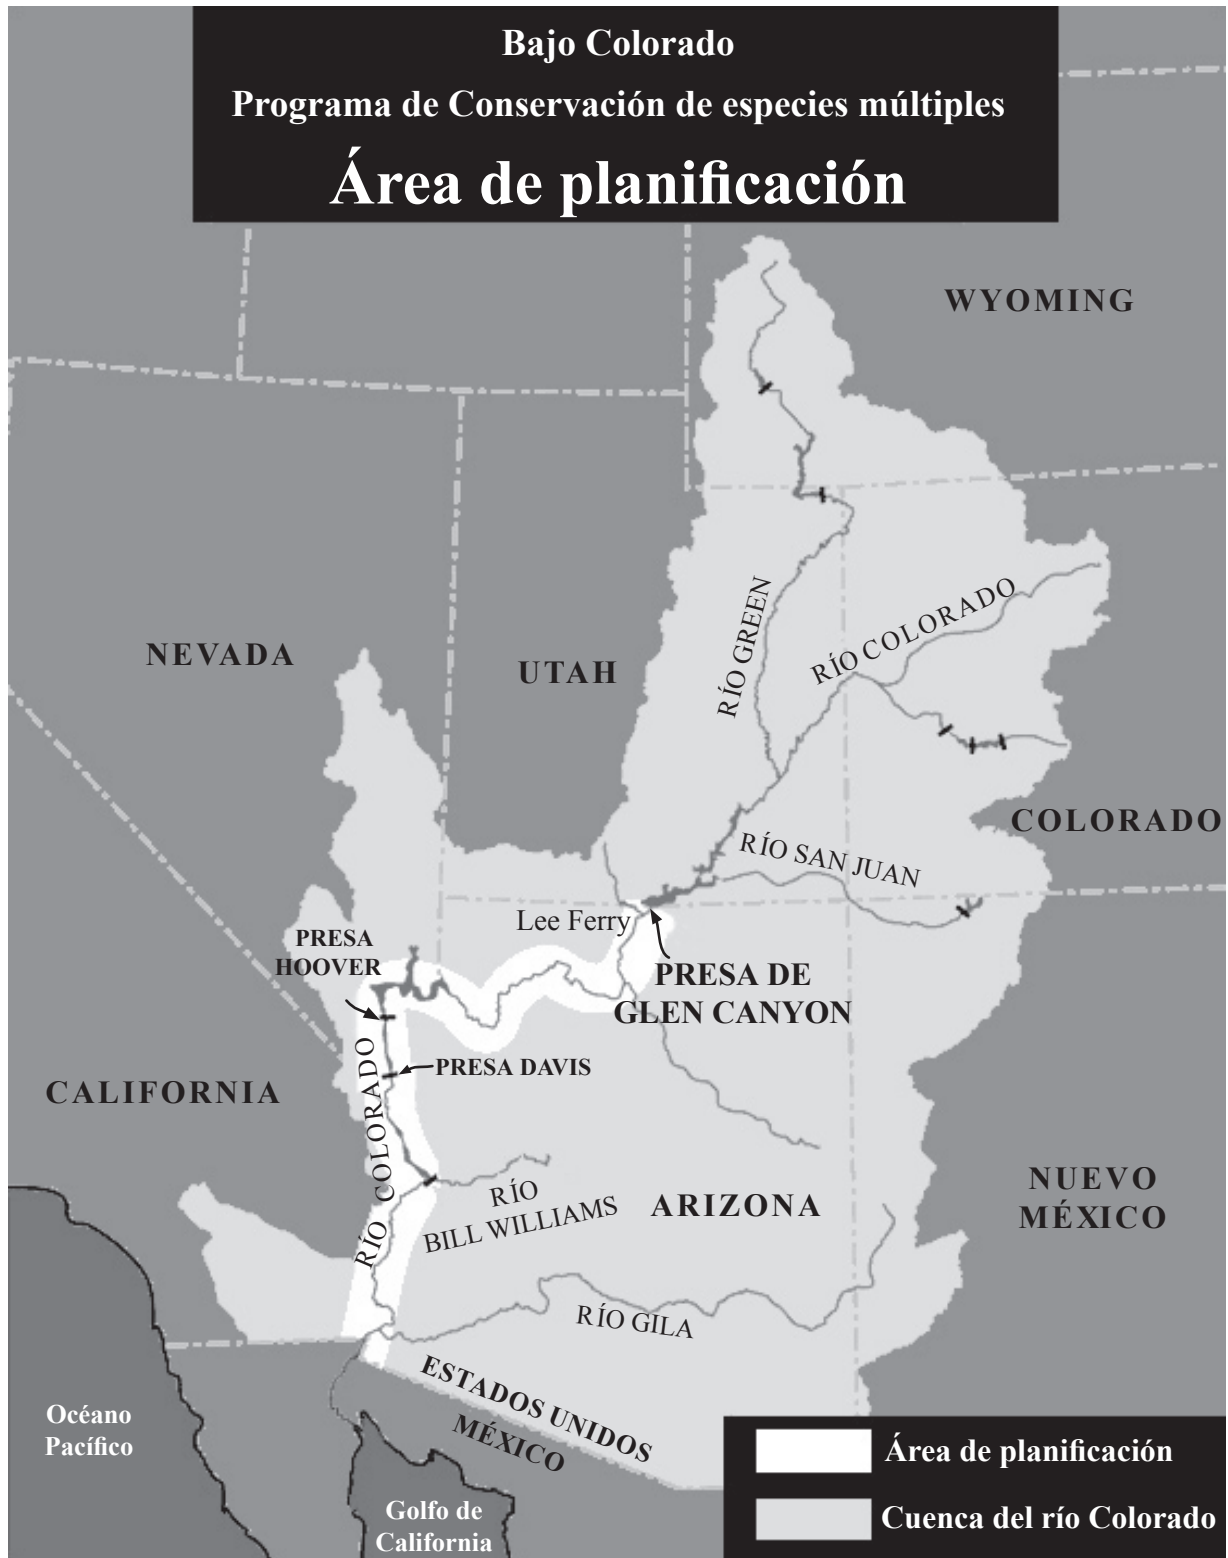 Bajo Colorado
Programa de Conservación de especies múltiples
Área de planificación
WYOMING
NEVADA
UTAH
RÍO GREEN
RÍO COLORADO
COLORADO
RÍO SAN JUAN
Lee Ferry
PRESA
HOOVER
PRESA DE
GLEN CANYON
PRESA DAVIS
CALIFORNIA
RÍO COLORADO
RÍO
BILL WILLIAMS
ARIZONA
NUEVO
MÉXICO
RÍO GILA
ESTADOS UNIDOS
MÉXICO
Océano
Pacífico
Golfo de
California
Área de planificación
Cuenca del río Colorado